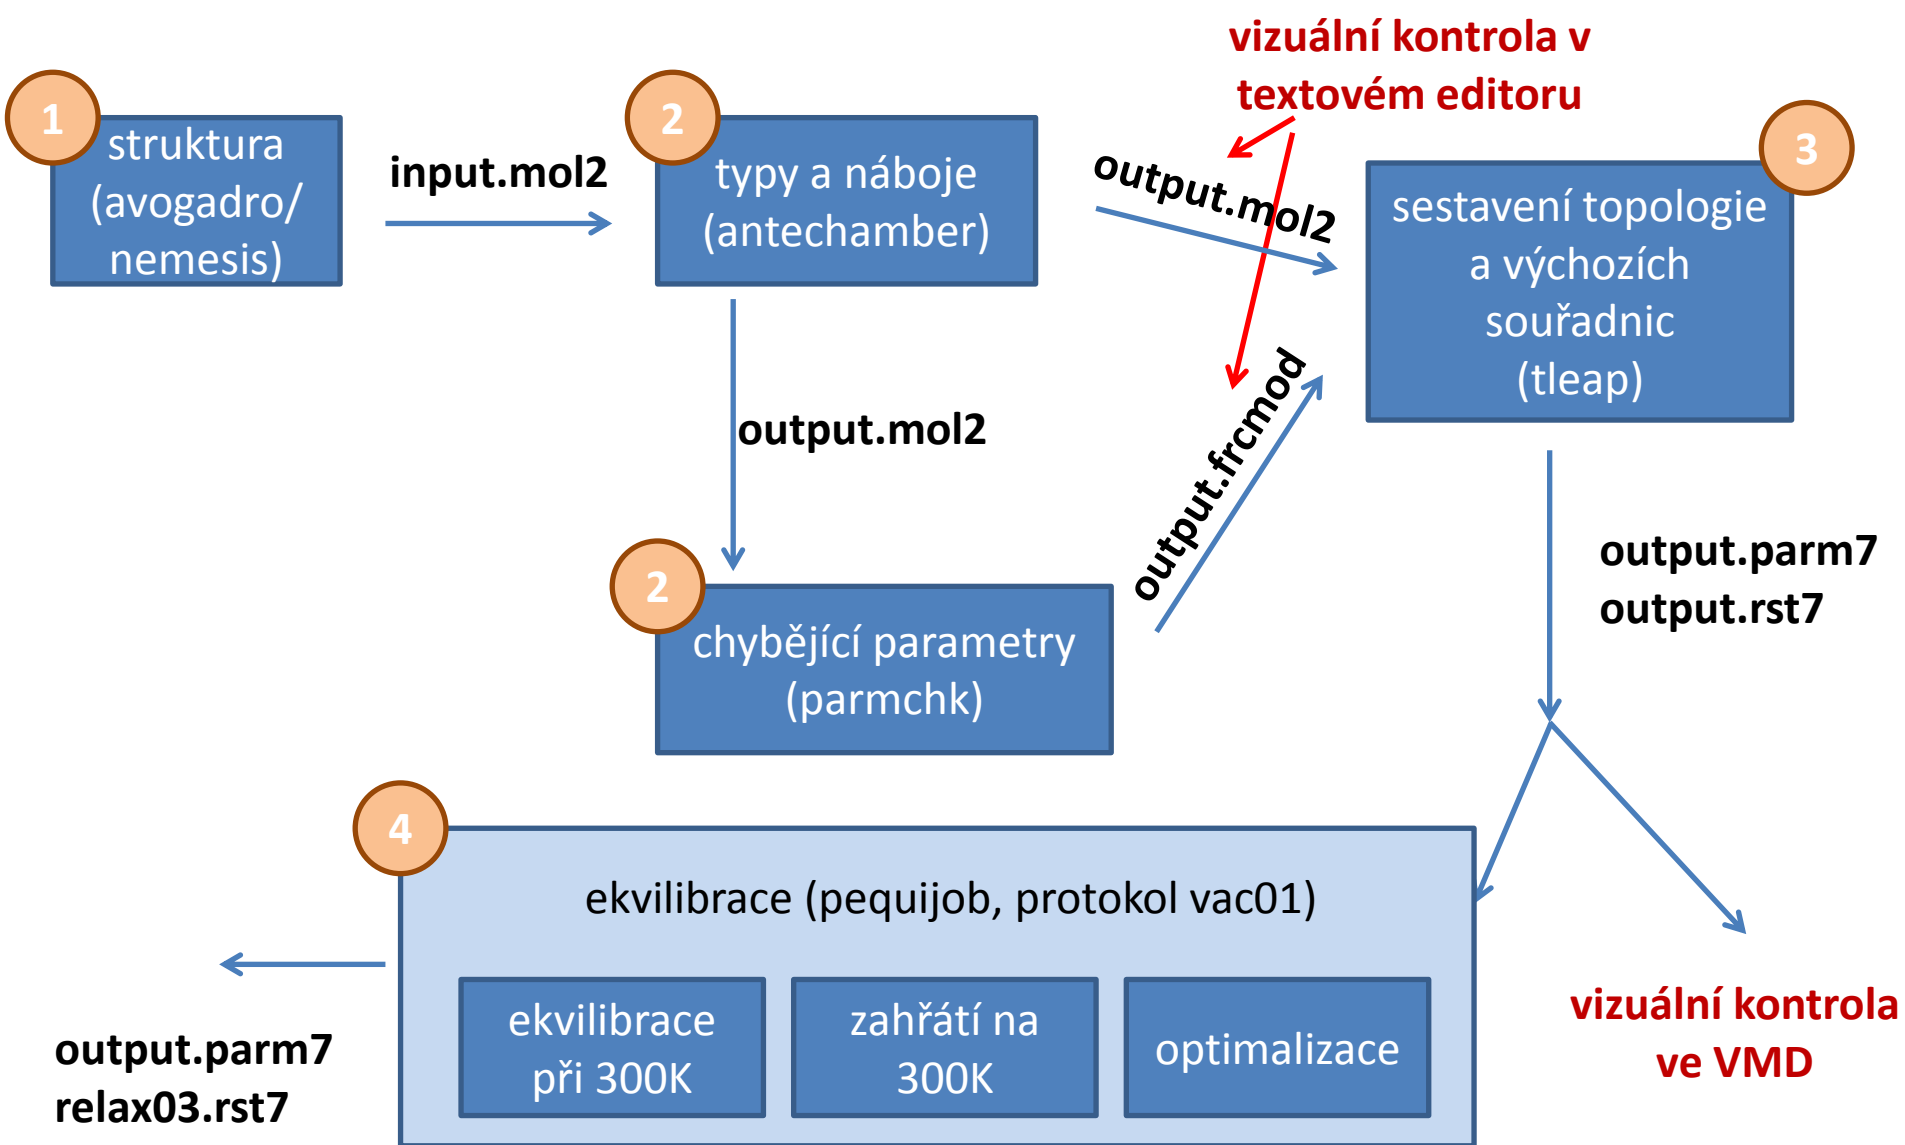 vizuální kontrola v
textovém editoru
1
struktura
(avogadro/
nemesis)
input.mol2
2
typy a náboje
(antechamber)
output.mol2
3
sestavení topologie
a výchozích
souřadnic
(tleap)
output.mol2
output.frcmod
2
chybějící parametry
(parmchk)
output.parm7
output.rst7
4
ekvilibrace (pequijob, protokol vac01)
ekvilibrace
při 300K
zahřátí na
300K
optimalizace
vizuální kontrola
ve VMD
output.parm7
relax03.rst7